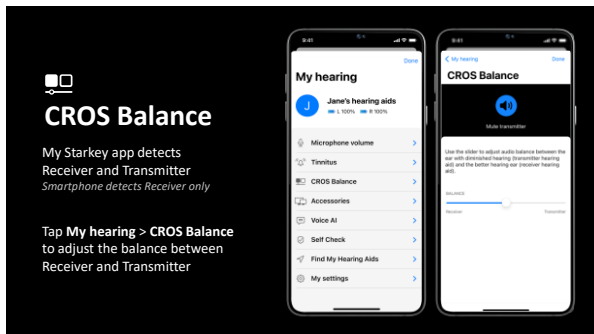 CROS Balance
My Starkey app detects
Receiver and Transmitter
Smartphone detects Receiver only
Tap My hearing > CROS Balance
to adjust the balance between
Receiver and Transmitter
9:41
Done
My hearing
J
Jane's hearing aids
L 100% R 100%
Microphone volume
Tinnitus
CROS Balance
Accessories
Voice AI
Self Check
Find My Hearing Aids
My settings
9:41
My hearing
Done
CROS Balance
Mute transmitter
Use the slider to adjust audio balance between the
ear with diminished hearing (transmitter hearing
aid) and the better hearing ear (receiver hearing
aid).
BALANCE
Receiver
Transmitter